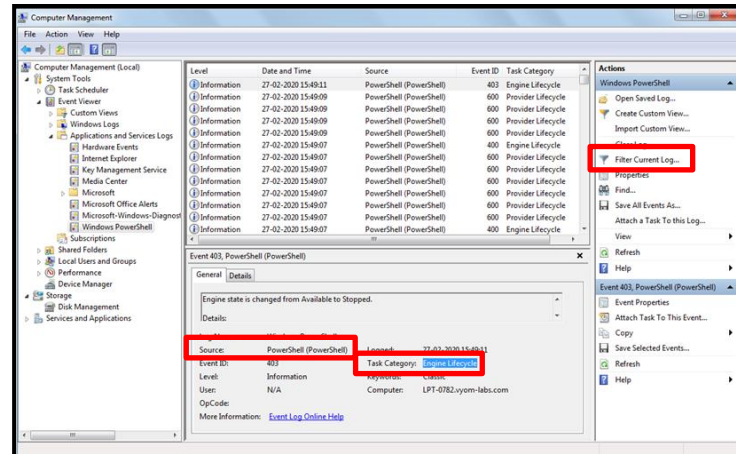 Computer Management
File Action View Help
Computer Management (Local)
System Tools
Task Scheduler
Event Viewer
Custom Views
Windows Logs
Applications and Services Logs
Hardware Events
Internet Explorer
Key Management Service
Media Center
Microsoft
Microsoft Office Alerts
Microsoft-Windows-Diagnost
Windows PowerShell
Subscriptions
Shared Folders
Local Users and Groups
Performance
Device Manager
Storage
Disk Management
Services and Applications
Level Date and Time Source Event ID Task Category
Information 27-02-2020 15:49:11 PowerShell (PowerShell) 403 Engine Lifecycle
Information 27-02-2020 15:49:09 PowerShell (PowerShell) 600 Provider Lifecycle
Information 27-02-2020 15:49:09 PowerShell (PowerShell) 600 Provider Lifecycle
Information 27-02-2020 15:49:09 PowerShell (PowerShell) 600 Provider Lifecycle
Information 27-02-2020 15:49:09 PowerShell (PowerShell) 600 Provider Lifecycle
Information 27-02-2020 15:49:07 PowerShell (PowerShell) 400 Engine Lifecycle
Information 27-02-2020 15:49:07 PowerShell (PowerShell) 600 Provider Lifecycle
Information 27-02-2020 15:49:07 PowerShell (PowerShell) 600 Provider Lifecycle
Information 27-02-2020 15:49:07 PowerShell (PowerShell) 600 Provider Lifecycle
Information 27-02-2020 15:49:07 PowerShell (PowerShell) 600 Provider Lifecycle
Information 27-02-2020 15:49:07 PowerShell (PowerShell) 600 Provider Lifecycle
Information 27-02-2020 15:49:07 PowerShell (PowerShell) 600 Provider Lifecycle
Information 27-02-2020 15:49:07 PowerShell (PowerShell) 400 Engine Lifecycle
Event 403, PowerShell (PowerShell)
General Details
Engine state is changed from Available to Stopped.
Details:
Log Name: Windows PowerShell
Source: PowerShell (PowerShell) Logged: 27-02-2020 15:49:11
Event ID: 403 Task Category: Engine Lifecycle
Level: Information Keywords: Classic
User: N/A Computer: LPT-0782.vyom-labs.com
OpCode:
More Information: Event Log Online Help
Actions
Windows PowerShell
Open Saved Log...
Create Custom View...
Import Custom View...
Clear Log...
Filter Current Log...
Properties
Find...
Save All Events As...
Attach a Task To this Log...
View
Refresh
Help
Event 403, PowerShell (PowerShell)
Event Properties
Attach Task To This Event...
Copy
Save Selected Events...
Refresh
Help